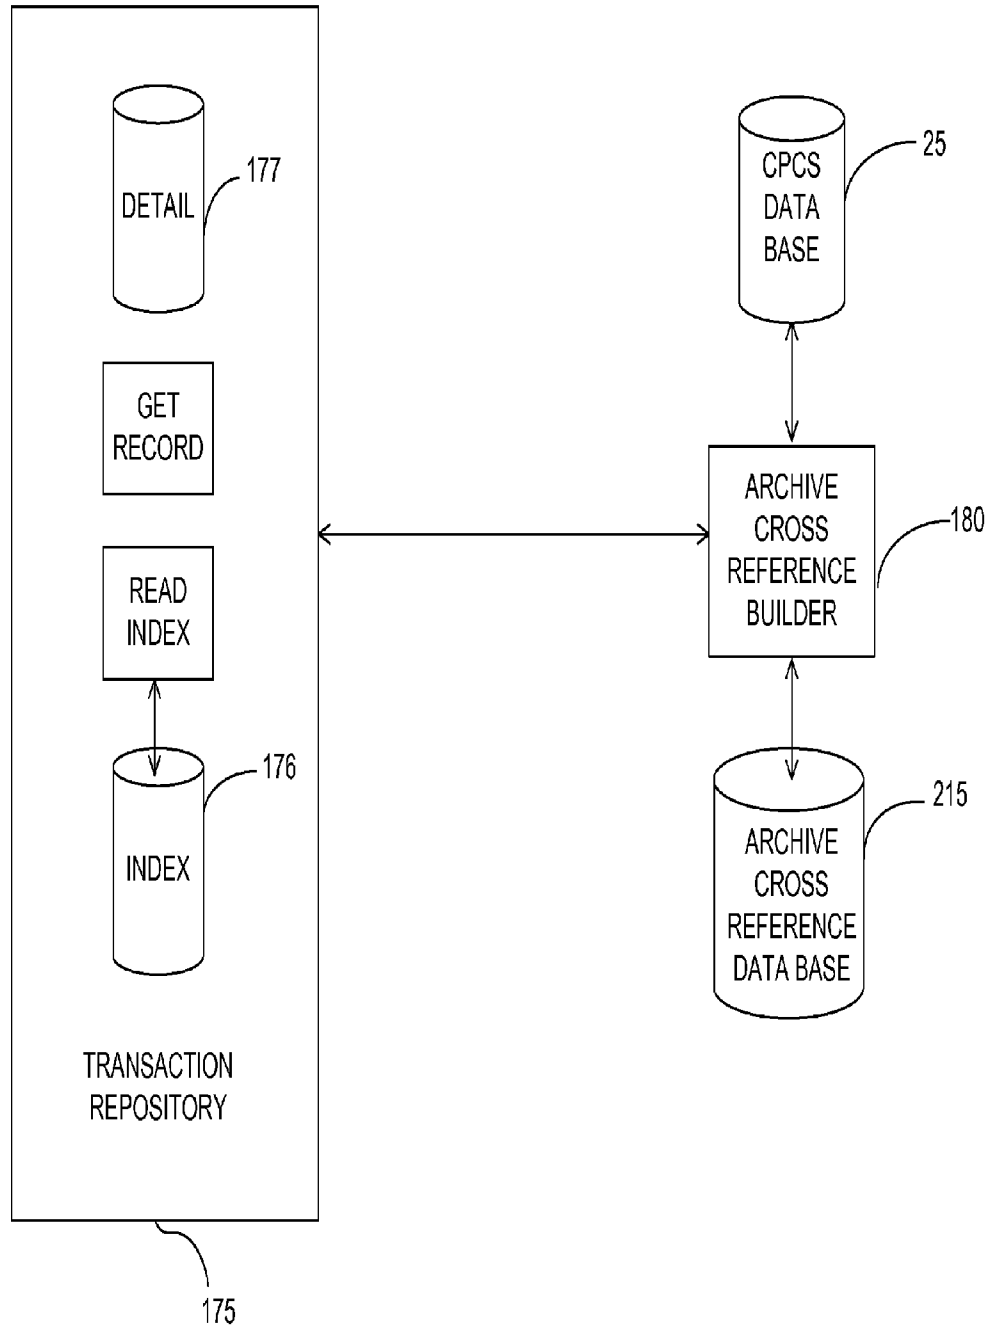 DETAIL
177
GET
RECORD
READ
INDEX
176
INDEX
TRANSACTION
REPOSITORY
175
CPCS
DATA
BASE
25
ARCHIVE
CROSS
REFERENCE
BUILDER
180
ARCHIVE
CROSS
REFERENCE
DATA BASE
215